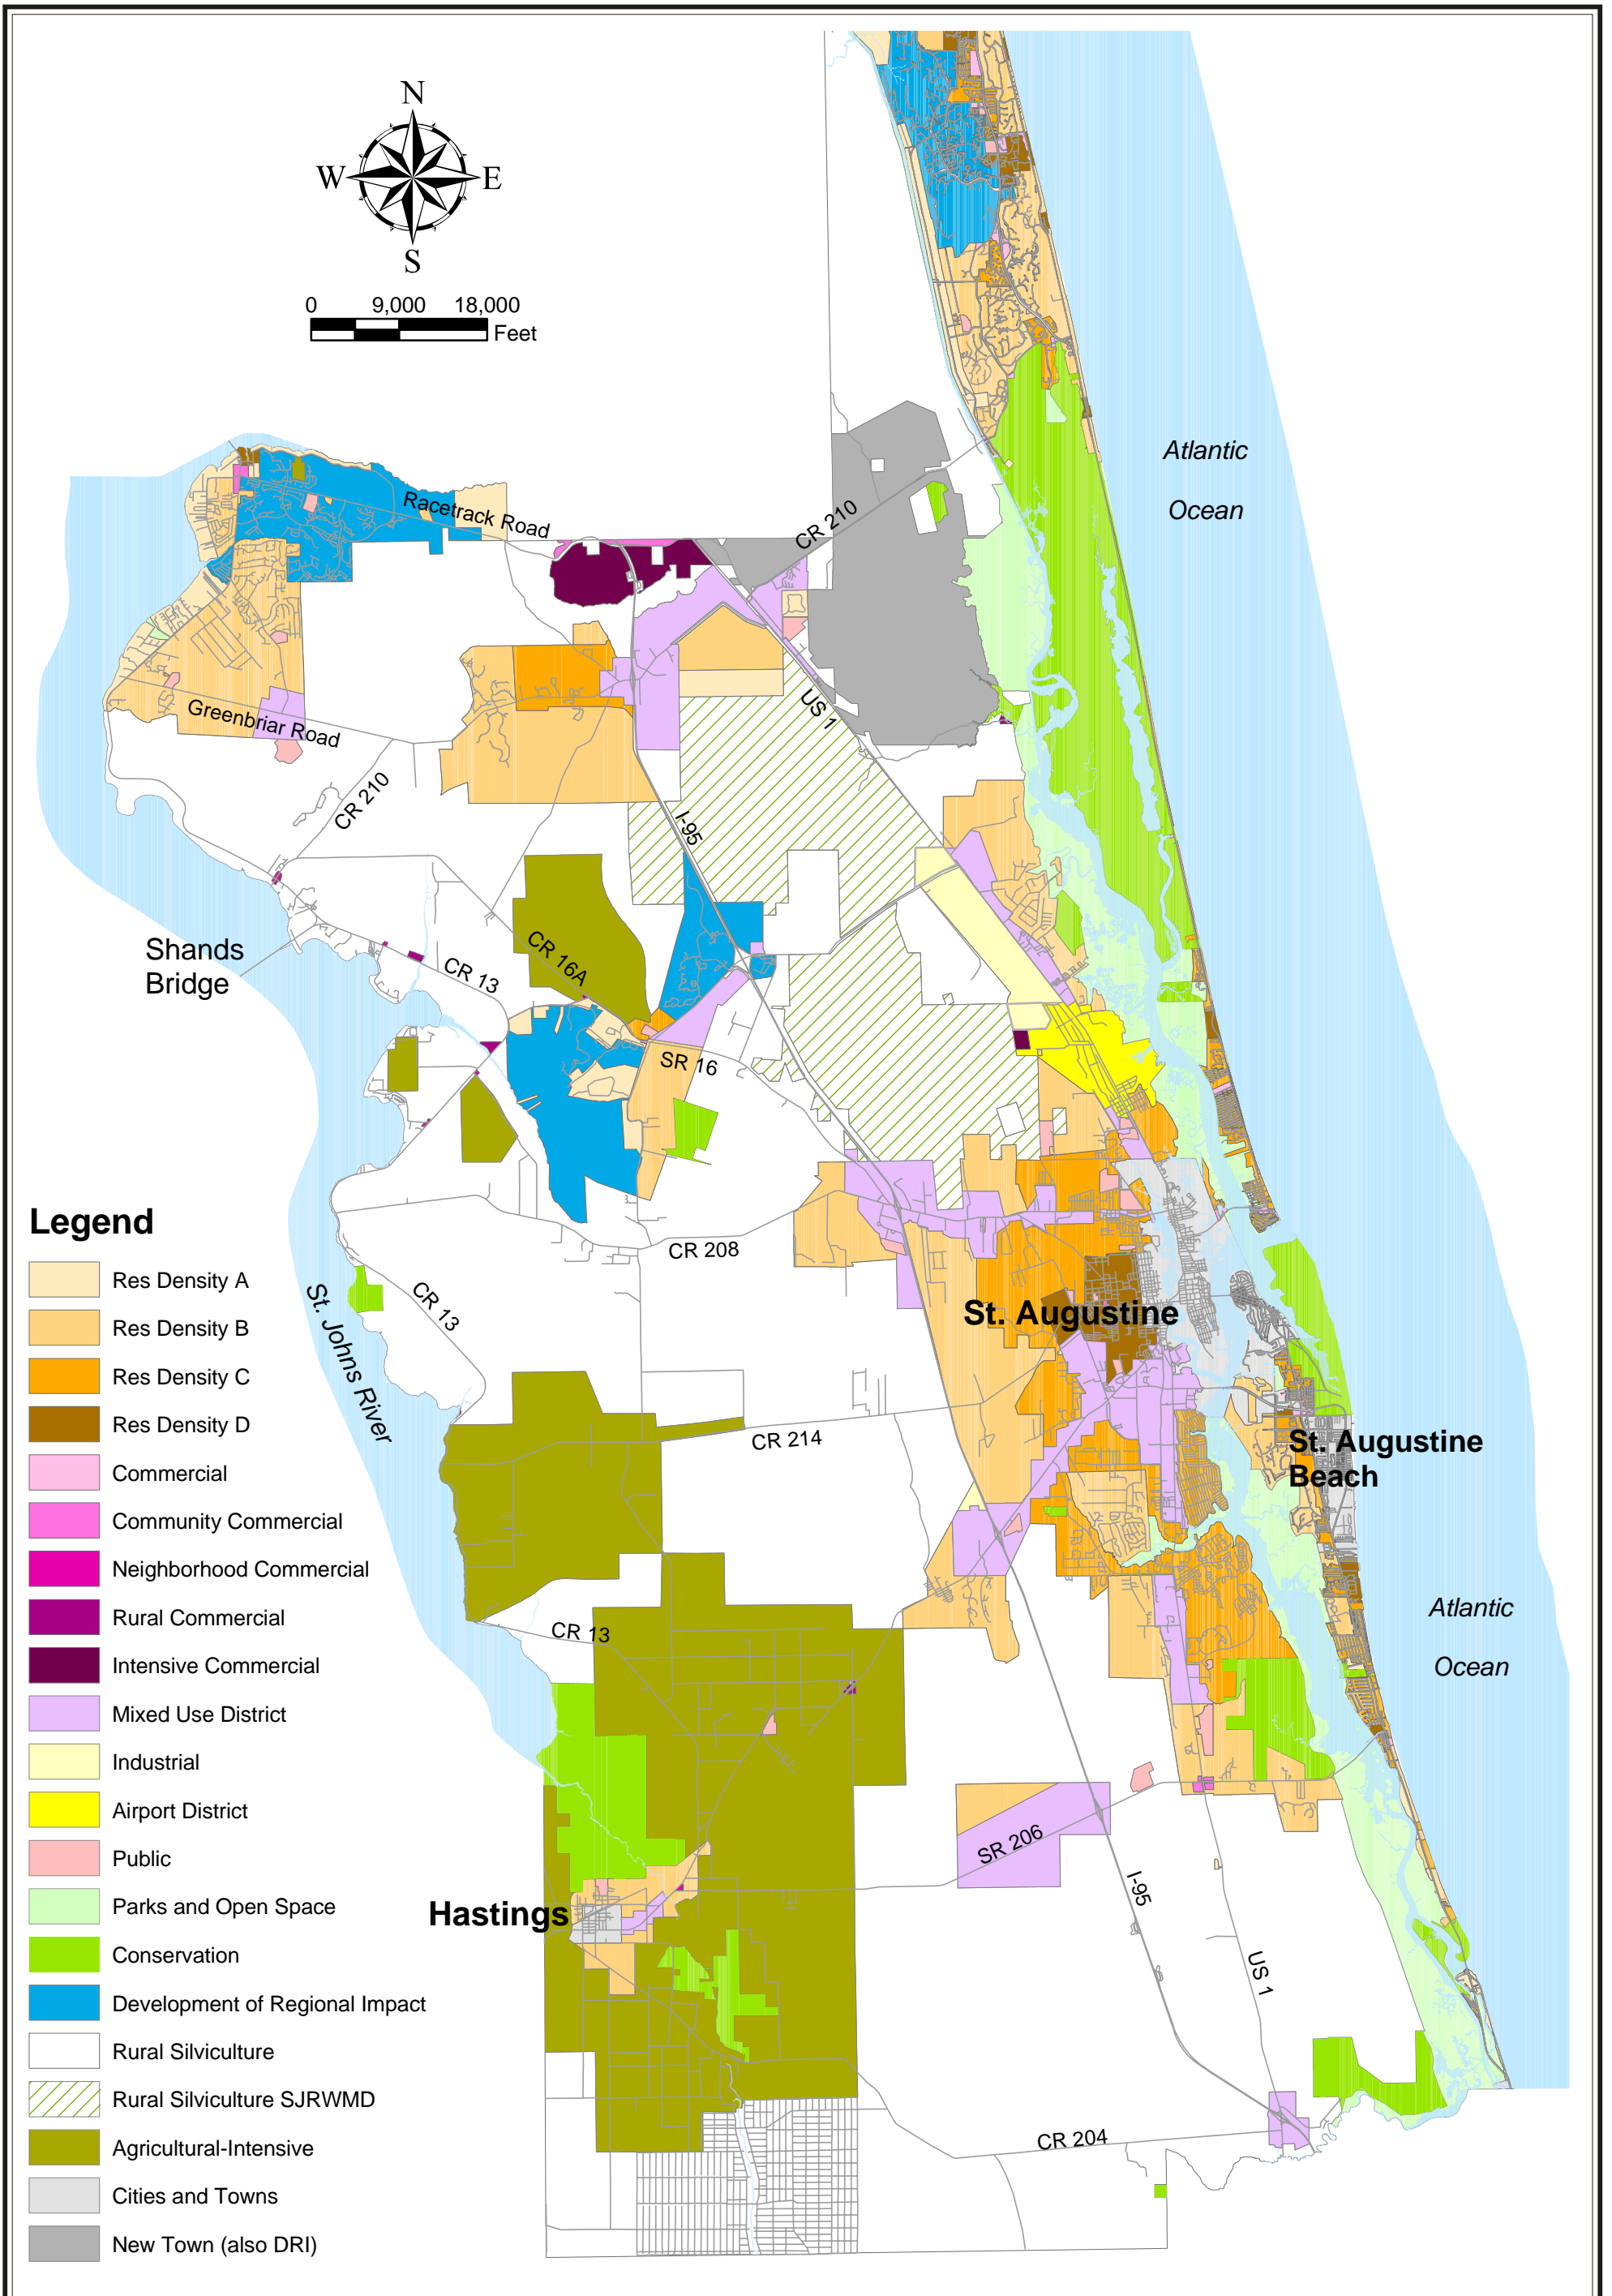 N
W
E
S
0 9,000 18,000
Feet
Atlantic
Ocean
Racetrack Road
CR 210
US 1
Greenbriar Road
CR 210
I-95
Shands
Bridge
CR 16A
CR 13
SR 16
Legend
CR 208
Res Density A
Res Density B
Res Density C
Res Density D
Commercial
Community Commercial
Neighborhood Commercial
Rural Commercial
Intensive Commercial
Mixed Use District
Industrial
Airport District
Public
Parks and Open Space
Conservation
Development of Regional Impact
Rural Silviculture
Rural Silviculture SJRWMD
Agricultural-Intensive
Cities and Towns
New Town (also DRI)
CR 13
St. Johns River
St. Augustine
CR 214
St. Augustine
Beach
CR 13
Atlantic
Ocean
SR 206
I-95
Hastings
US 1
CR 204